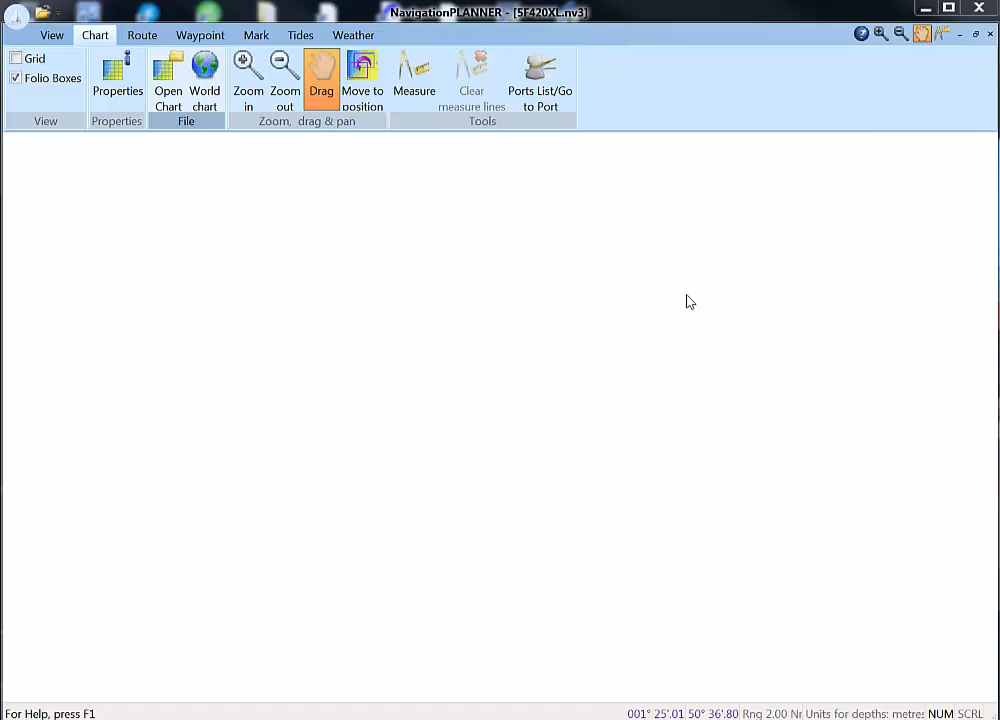 NavigationPLANNER - [5F420XL.nv3]
View Chart Route Waypoint Mark Tides Weather
Grid
Folio Boxes
View
Properties
Properties
Open Chart
World chart
File
Zoom in
Zoom out
Drag
Move to position
Zoom, drag & pan
Measure
Clear measure lines
Ports List/Go to Port
Tools
For Help, press F1
001° 25'.01 50° 36'.80 Rng 2.00 Nr Units for depths: metres NUM SCRL